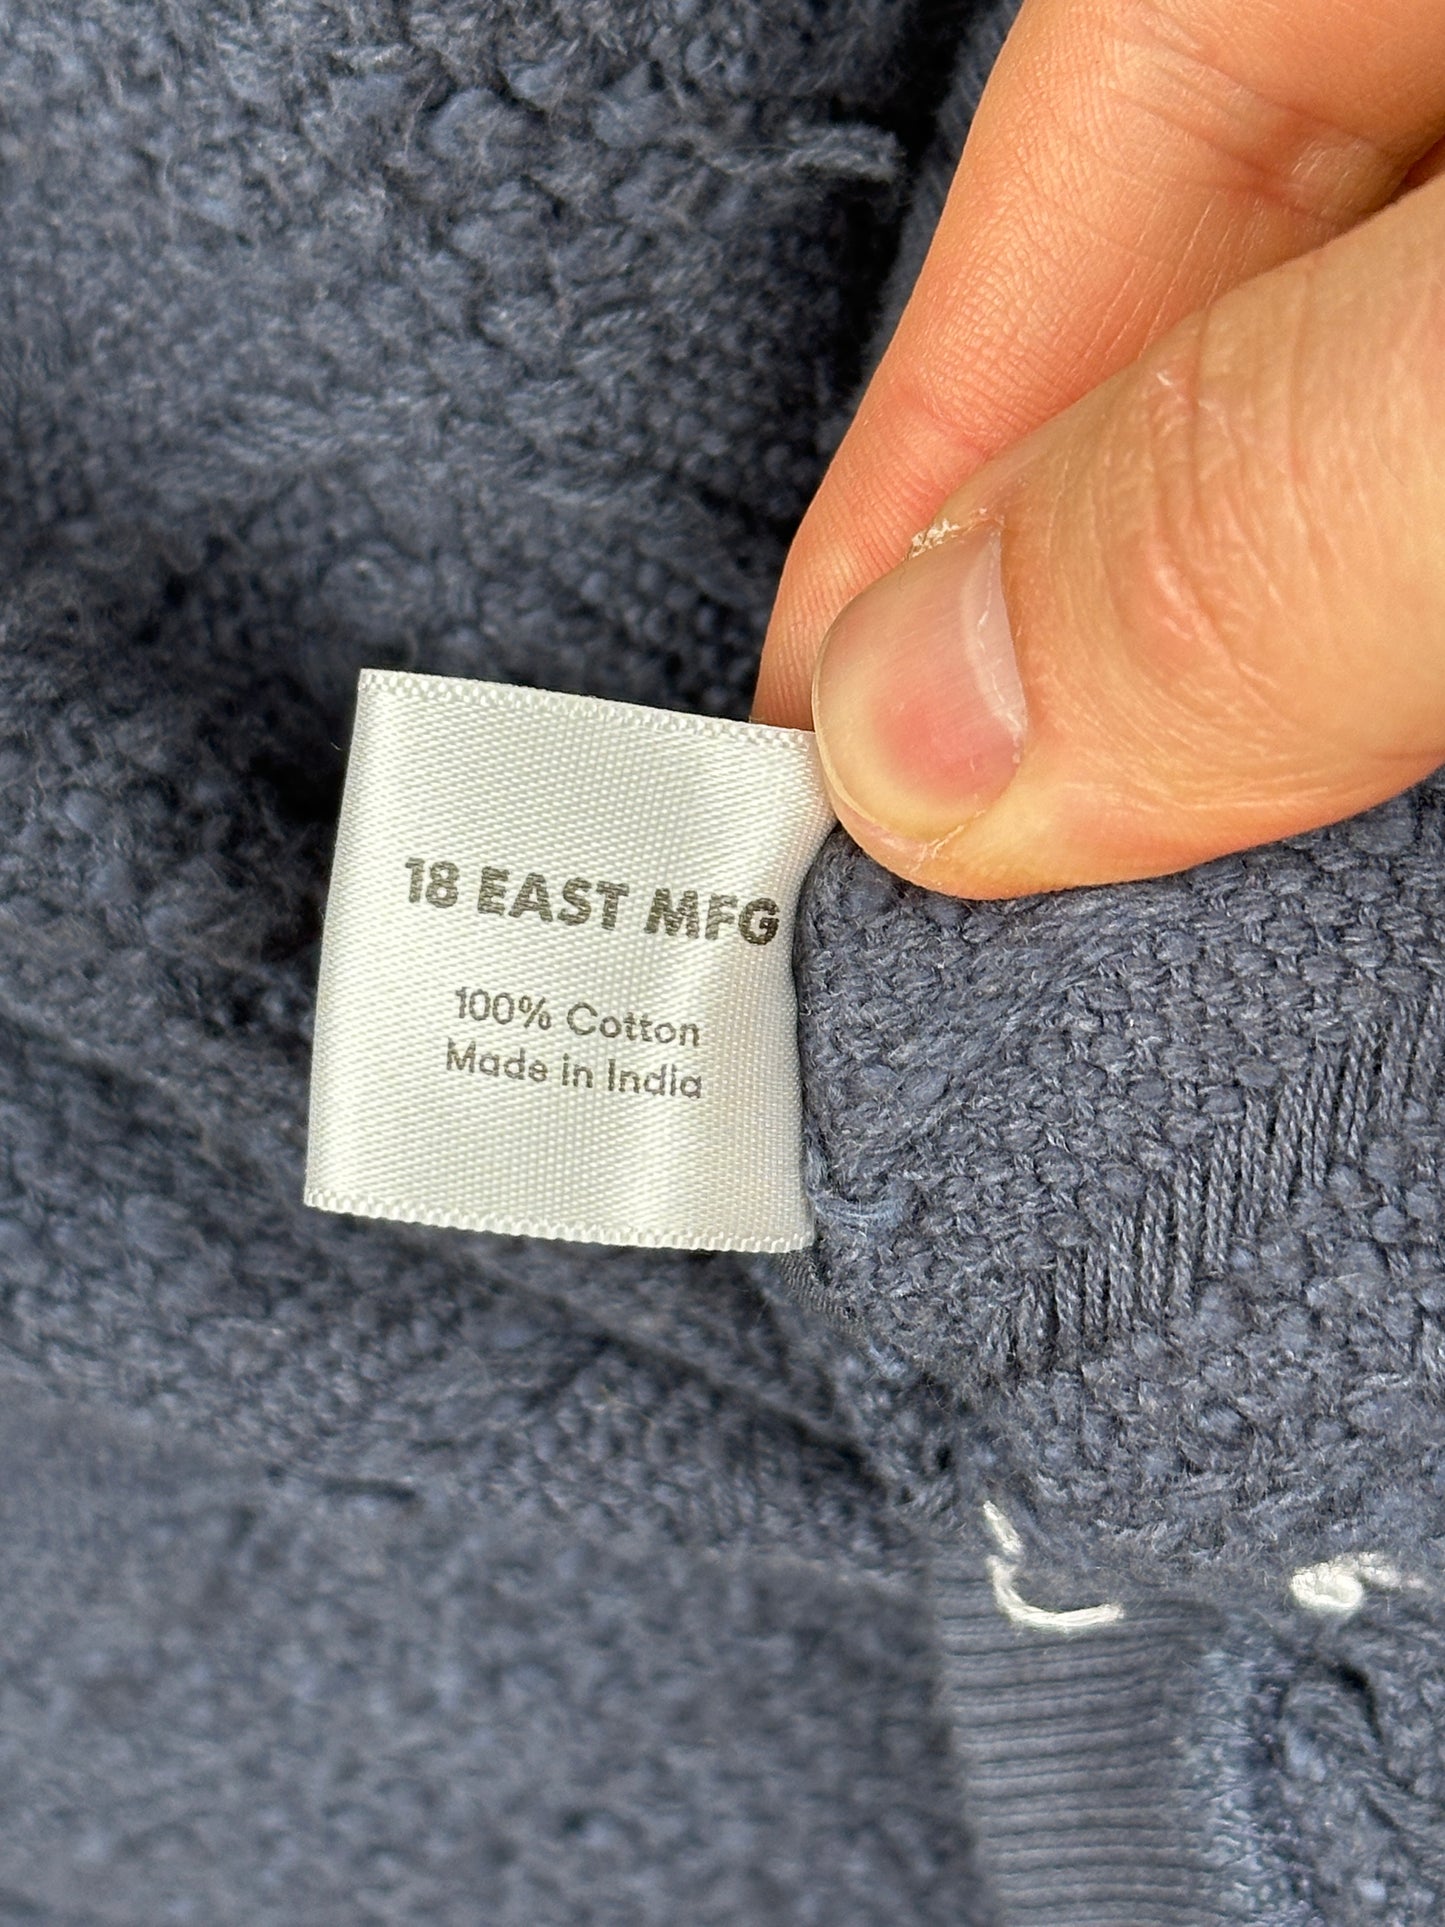 18 EAST MFG
100% Cotton
Made in India